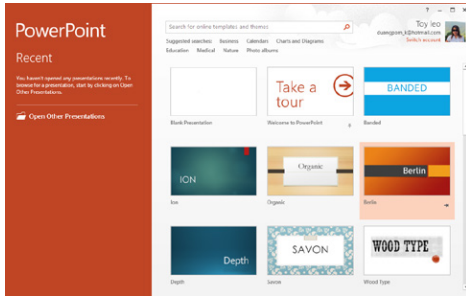 PowerPoint
Recent
You haven't opened any presentations recently. To
browse for a presentation, start by clicking on Open
Other Presentations.
Open Other Presentations
? - □ ×
Search for online templates and themes
Suggested searches: Business Calendars Charts and Diagrams
Education Medical Nature Photo albums
Toy leo
duangporn_k@hotmail.com
Switch account
Take a
tour
BANDED
Blank Presentation
Welcome to PowerPoint
Banded
ION
Organic
Berlin
Ion
Organic
Berlin
Depth
SAVON
WOOD TYPE
Depth
Savon
Wood Type